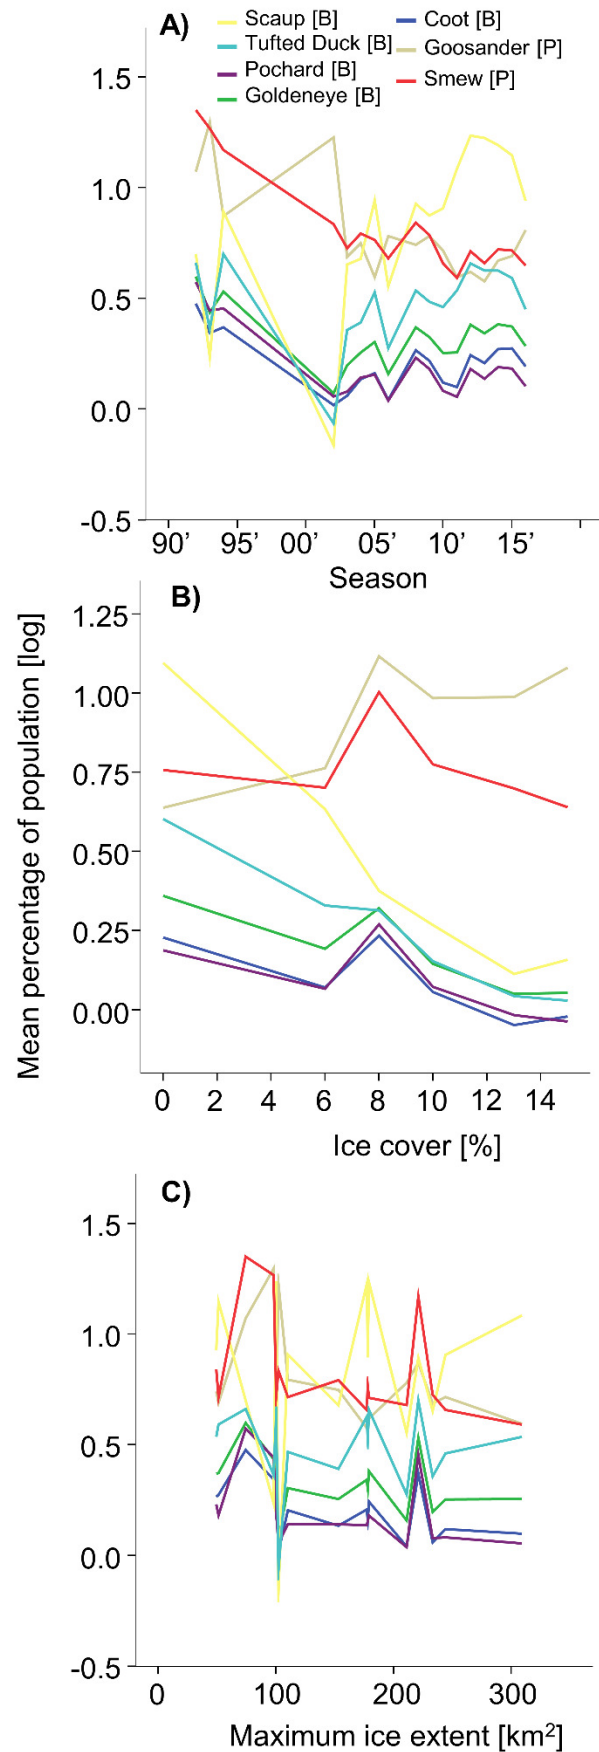 A)
Scaup [B]
Tufted Duck [B]
Pochard [B]
Goldeneye [B]
Coot [B]
Goosander [P]
Smew [P]
1.5
1.0
0.5
0.0
-0.5
90’ 95’ 00’ 05’ 10’ 15’
Season
Mean percentage of population [log]
B)
1.25
1.00
0.75
0.50
0.25
0.00
0 2 4 6 8 10 12 14
Ice cover [%]
C)
1.5
1.0
0.5
0.0
-0.5
0 100 200 300
Maximum ice extent [km²]